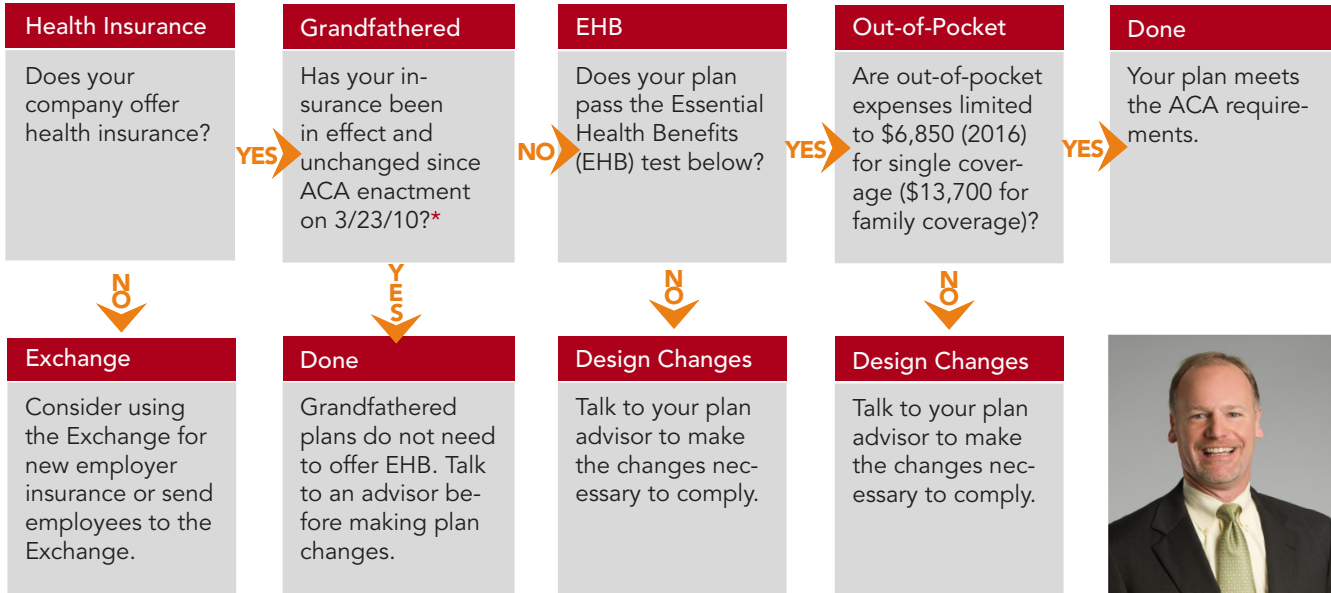 Health Insurance
Does your
company offer
health insurance?
YES
Grandfathered
Has your in-
surance been
in effect and
unchanged since
ACA enactment
on 3/23/10?*
NO
EHB
Does your plan
pass the Essential
Health Benefits
(EHB) test below?
YES
Out-of-Pocket
Are out-of-pocket
expenses limited
to $6,850 (2016)
for single cover-
age ($13,700 for
family coverage)?
YES
Done
Your plan meets
the ACA require-
ments.
NO
YES
NO
NO
Exchange
Consider using
the Exchange for
new employer
insurance or send
employees to the
Exchange.
Done
Grandfathered
plans do not need
to offer EHB. Talk
to an advisor be-
fore making plan
changes.
Design Changes
Talk to your plan
advisor to make
the changes nec-
essary to comply.
Design Changes
Talk to your plan
advisor to make
the changes nec-
essary to comply.